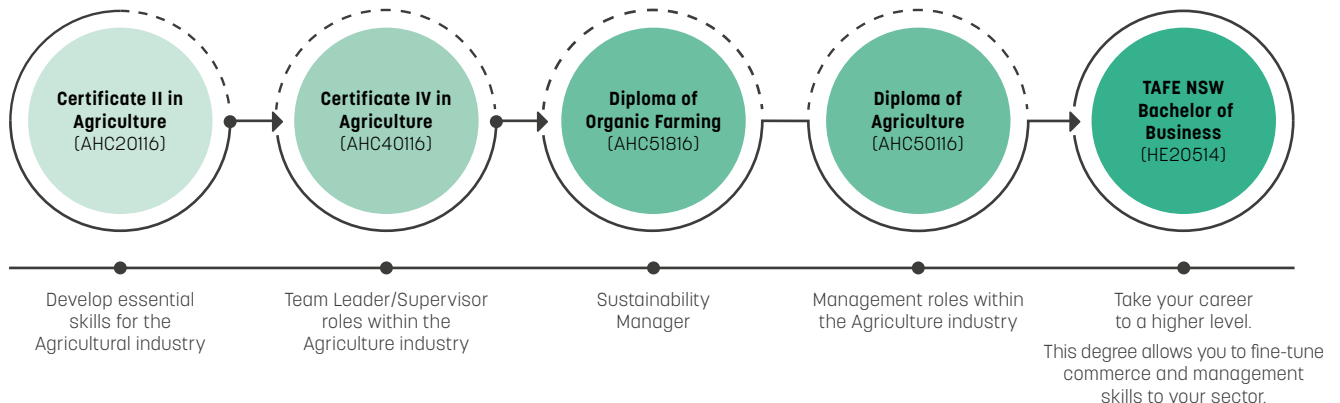 Certificate II in
Agriculture
(AHC20116)
Certificate IV in
Agriculture
(AHC40116)
Diploma of
Organic Farming
(AHC51816)
Diploma of
Agriculture
(AHC50116)
TAFE NSW
Bachelor of
Business
(HE20514)
Develop essential
skills for the
Agricultural industry
Team Leader/Supervisor
roles within the
Agriculture industry
Sustainability
Manager
Management roles within
the Agriculture industry
Take your career
to a higher level.
This degree allows you to fine-tune
commerce and management
skills to your sector.